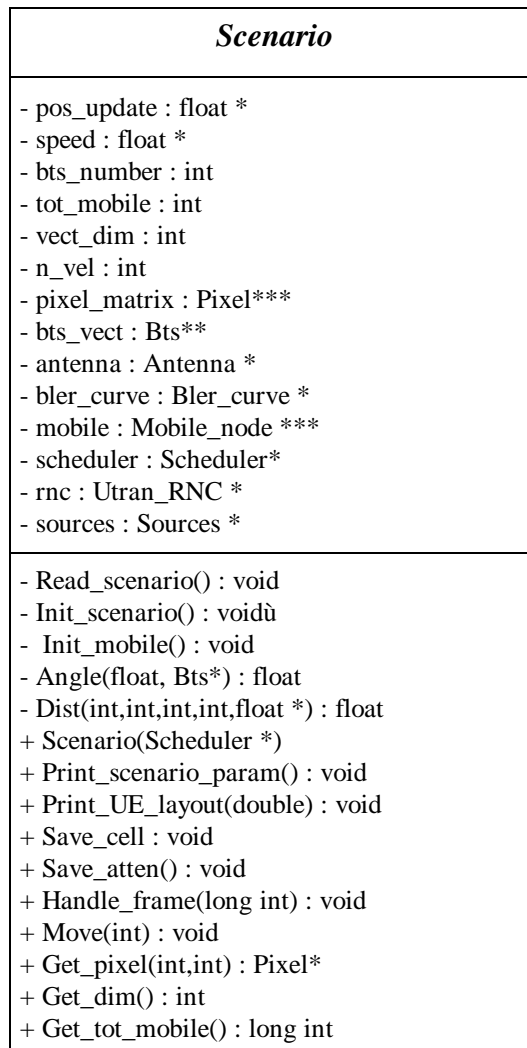 Scenario
- pos_update : float *
- speed : float *
- bts_number : int
- tot_mobile : int
- vect_dim : int
- n_vel : int
- pixel_matrix : Pixel***
- bts_vect : Bts**
- antenna : Antenna *
- bler_curve : Bler_curve *
- mobile : Mobile_node ***
- scheduler : Scheduler*
- rnc : Utran_RNC *
- sources : Sources *
- Read_scenario() : void
- Init_scenario() : voidù
- Init_mobile() : void
- Angle(float, Bts*) : float
- Dist(int,int,int,int,float *) : float
+ Scenario(Scheduler *)
+ Print_scenario_param() : void
+ Print_UE_layout(double) : void
+ Save_cell : void
+ Save_atten() : void
+ Handle_frame(long int) : void
+ Move(int) : void
+ Get_pixel(int,int) : Pixel*
+ Get_dim() : int
+ Get_tot_mobile() : long int